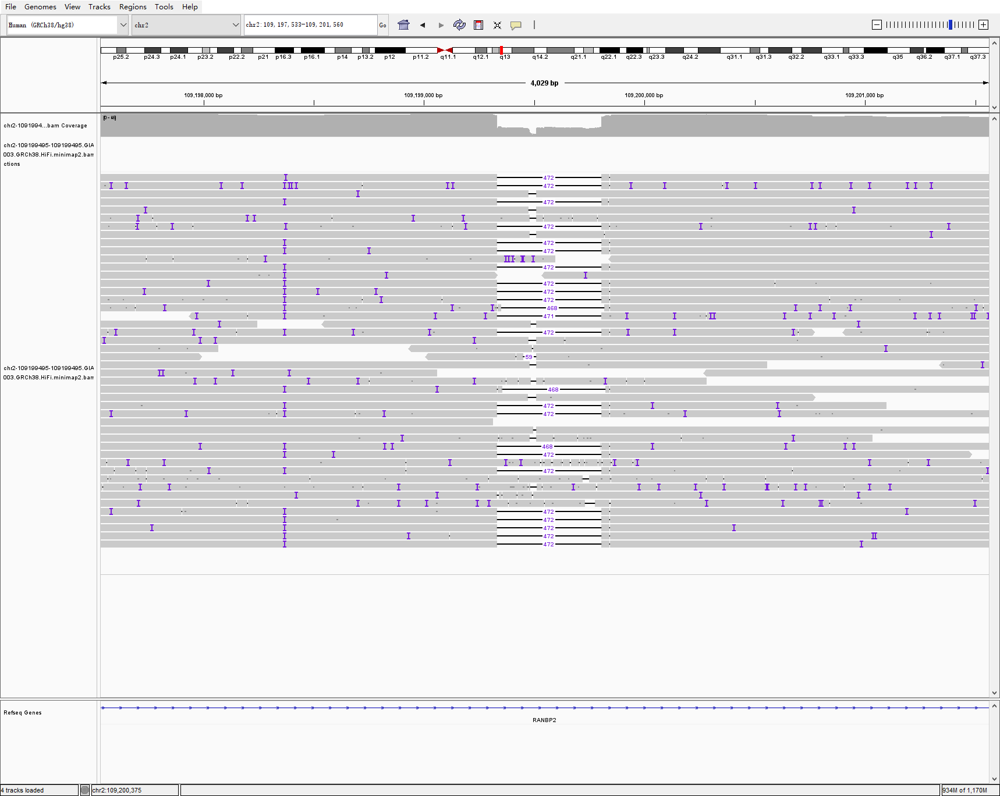 File Genomes View Tracks Regions Tools Help
Human (GRCh38/hg38) chr2 chr2:109,197,533-109,201,560 Go
p25.2 p24.3 p24.1 p23.2 p22.2 p21 p16.3 p16.1 p14 p13.2 p12 p11.2 q11.1 q12.1 q13 q14.2 q21.1 q22.1 q22.3 q23.3 q24.2 q31.1 q31.3 q32.2 q33.1 q33.3 q35 q36.2 q37.1 q37.3
4,029 bp
109,198,000 bp 109,199,000 bp 109,200,000 bp 109,201,000 bp
[0 - 46]
chr2-1091994...bam Coverage
chr2-109199495-109199495.GIA
003.GRCh38.HiFi.minimap2.bam
ctions
472
472
472
472
472
472
472
472
472
472
468
471
472
59
chr2-109199495-109199495.GIA
003.GRCh38.HiFi.minimap2.bam
468
472
472
468
472
472
472
472
472
472
472
Refseq Genes
RANBP2
4 tracks loaded chr2:109,200,375 934M of 1,170M